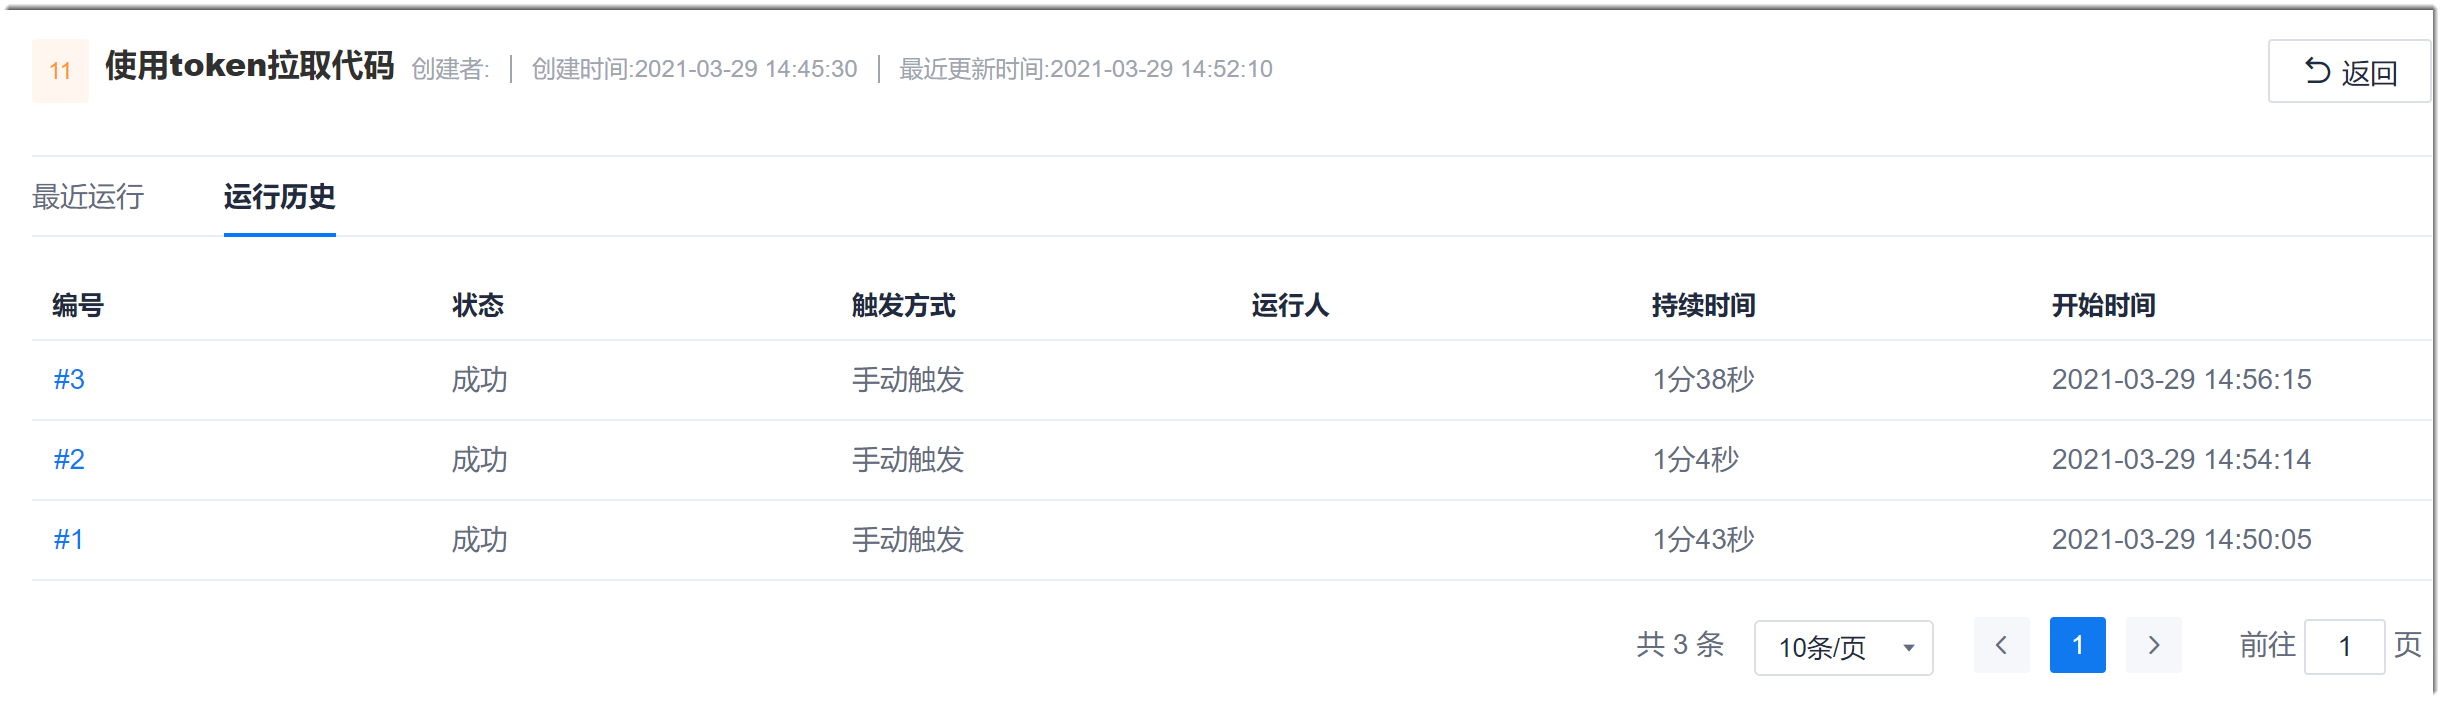 11 使用token拉取代码 创建者: 创建时间:2021-03-29 14:45:30 最近更新时间:2021-03-29 14:52:10 返回
最近运行 运行历史
编号 状态 触发方式 运行人 持续时间 开始时间
#3 成功 手动触发 1分38秒 2021-03-29 14:56:15
#2 成功 手动触发 1分4秒 2021-03-29 14:54:14
#1 成功 手动触发 1分43秒 2021-03-29 14:50:05
共 3 条 10条/页 1 前往 1 页